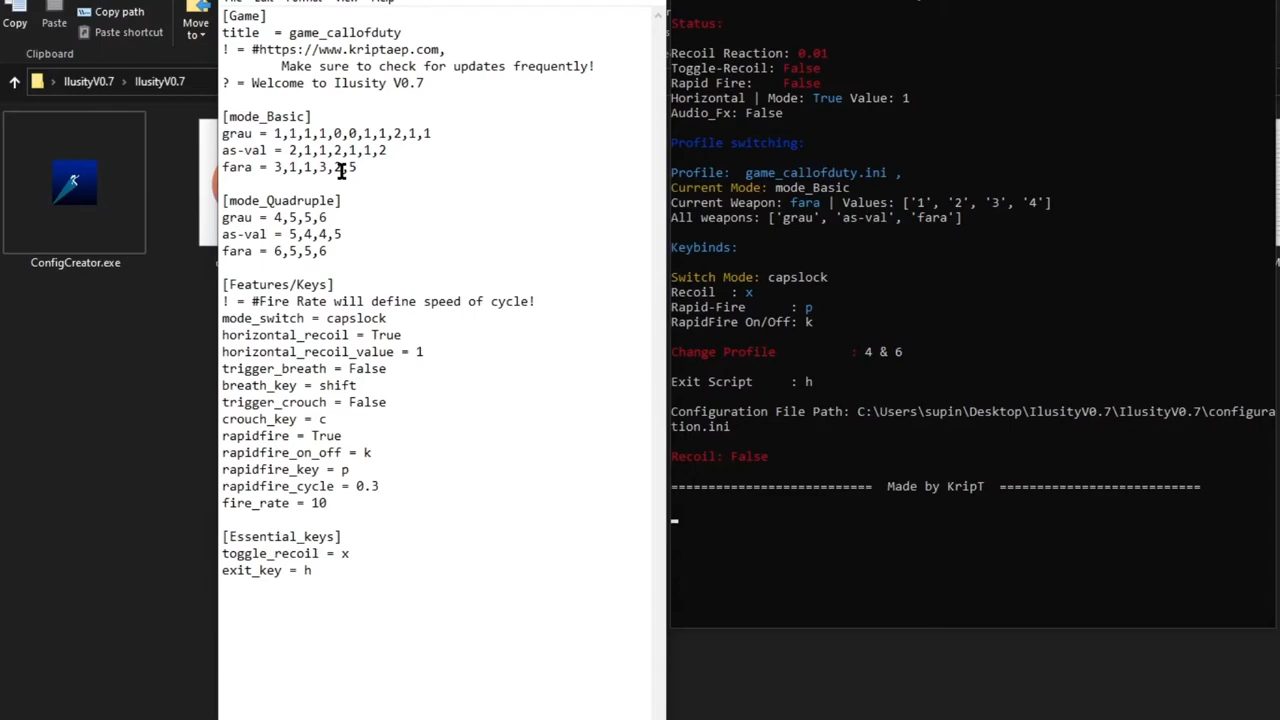 Copy
Paste
Copy path
Paste shortcut
Move
to
Clipboard
IlusityV0.7
IlusityV0.7
ConfigCreator.exe
[Game]
title = game_callofduty
! = #https://www.kriptaep.com,
Make sure to check for updates frequently!
? = Welcome to Ilusity V0.7
[mode_Basic]
grau = 1,1,1,1,0,0,1,1,2,1,1
as-val = 2,1,1,2,1,1,2
fara = 3,1,1,3,2,5
[mode_Quadruple]
grau = 4,5,5,6
as-val = 5,4,4,5
fara = 6,5,5,6
[Features/Keys]
! = #Fire Rate will define speed of cycle!
mode_switch = capslock
horizontal_recoil = True
horizontal_recoil_value = 1
trigger_breath = False
breath_key = shift
trigger_crouch = False
crouch_key = c
rapidfire = True
rapidfire_on_off = k
rapidfire_key = p
rapidfire_cycle = 0.3
fire_rate = 10
[Essential_keys]
toggle_recoil = x
exit_key = h
Status:
Recoil Reaction: 0.01
Toggle-Recoil: False
Rapid Fire: False
Horizontal | Mode: True Value: 1
Audio_Fx: False
Profile switching:
Profile: game_callofduty.ini ,
Current Mode: mode_Basic
Current Weapon: fara | Values: ['1', '2', '3', '4']
All weapons: ['grau', 'as-val', 'fara']
Keybinds:
Switch Mode: capslock
Recoil : x
Rapid-Fire : p
RapidFire On/Off: k
Change Profile : 4 & 6
Exit Script : h
Configuration File Path: C:\Users\supin\Desktop\IlusityV0.7\IlusityV0.7\configura
tion.ini
Recoil: False
=========================== Made by KripT ===========================